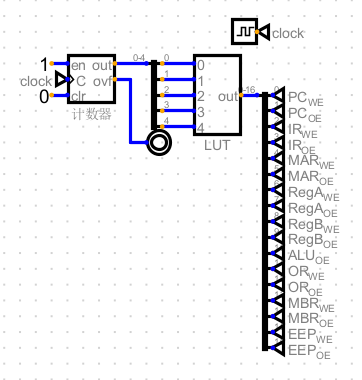 clock
1
en
out
0-4
0
0
clock
C
ovf
1
1
0
clr
2
2
out
0-16
计数器
3
3
4
4
LUT
PCWE
PCOE
IRWE
IROE
MARWE
MAROE
RegAWE
RegAOE
RegBWE
RegBOE
ALUOE
ORWE
OROE
MBRWE
MBROE
EEPWE
EEPOE